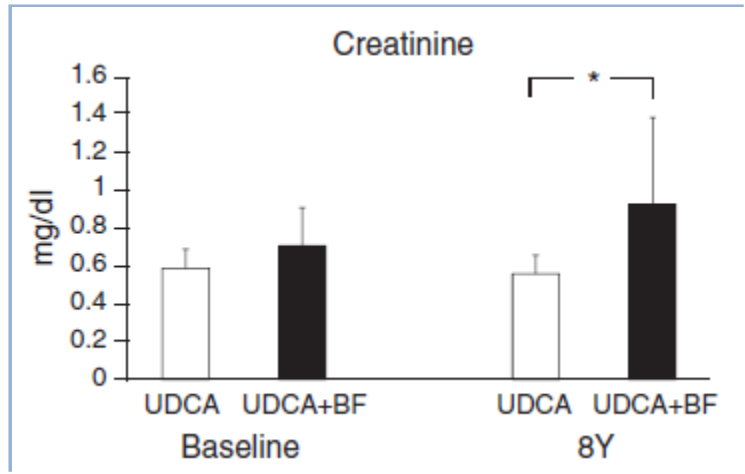 Creatinine
mg/dl
1.6
1.4
1.2
1
0.8
0.6
0.4
0.2
0
*
UDCA UDCA+BF UDCA UDCA+BF
Baseline 8Y